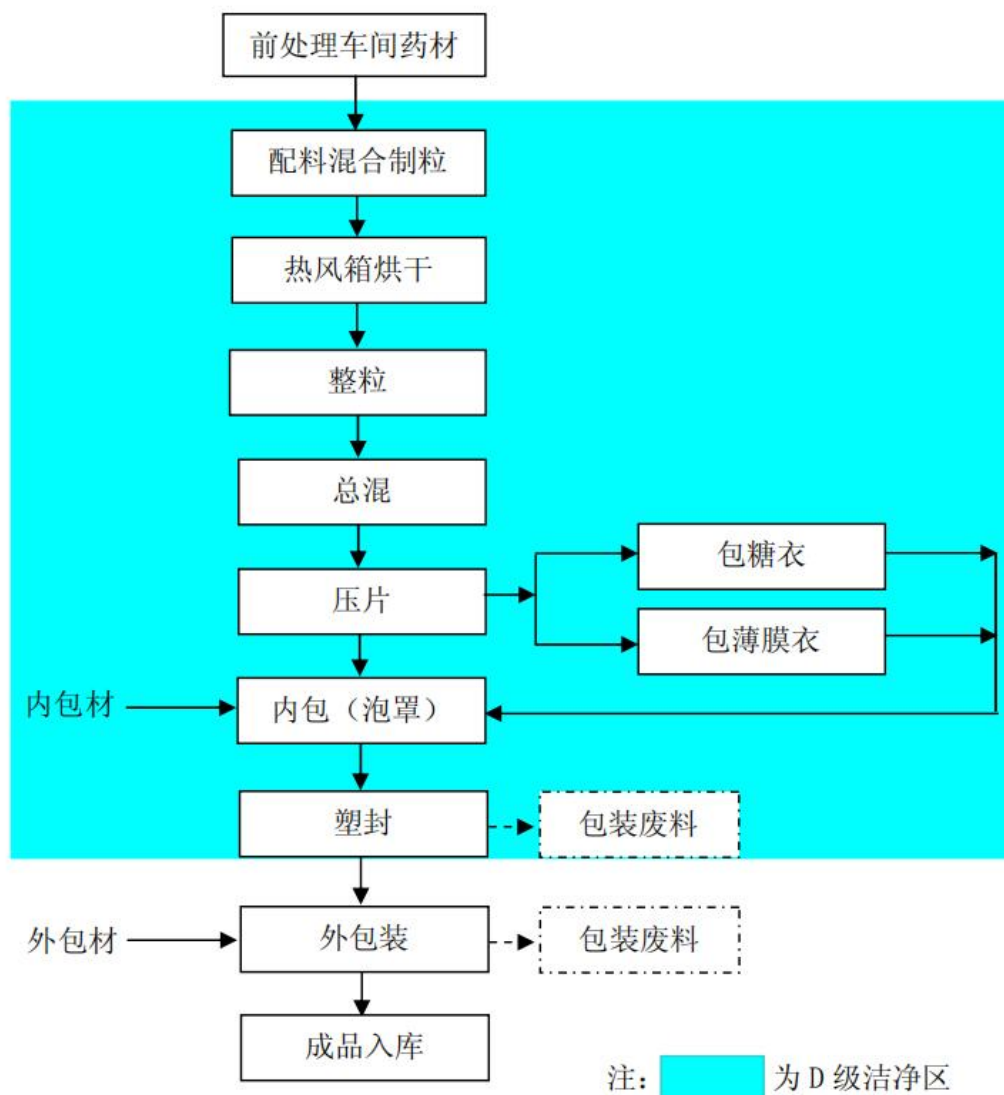 前处理车间药材
配料混合制粒
热风箱烘干
整粒
总混
包糖衣
压片
包薄膜衣
内包材
内包（泡罩）
塑封
包装废料
外包材
外包装
包装废料
成品入库
注：
为 D 级洁净区